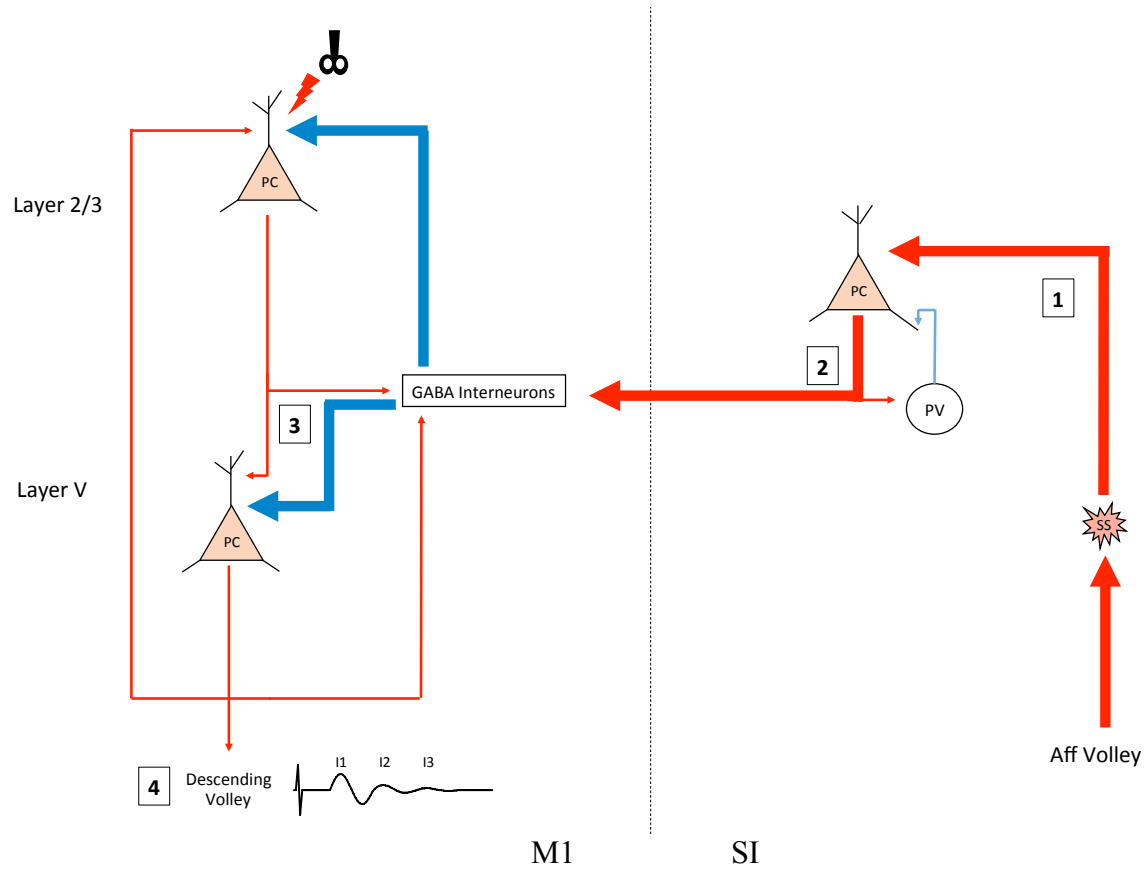 PC
Layer 2/3
PC
1
2
GABA Interneurons
PV
3
Layer V
PC
SS
Aff Volley
I1 I2 I3
4
Descending
Volley
M1
SI